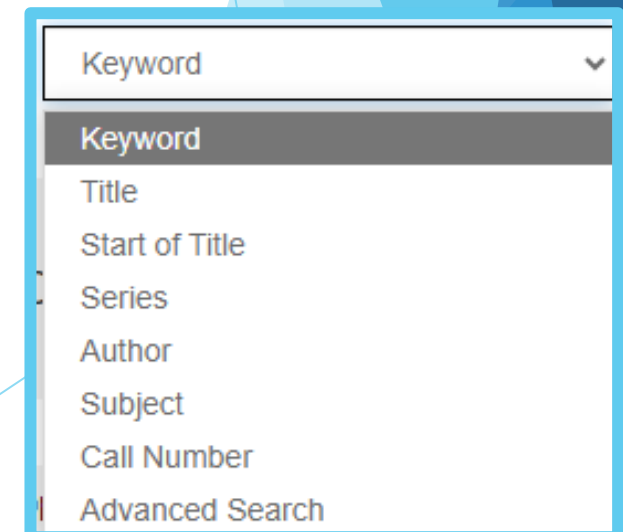 Keyword
Keyword
Title
Start of Title
Series
Author
Subject
Call Number
Advanced Search